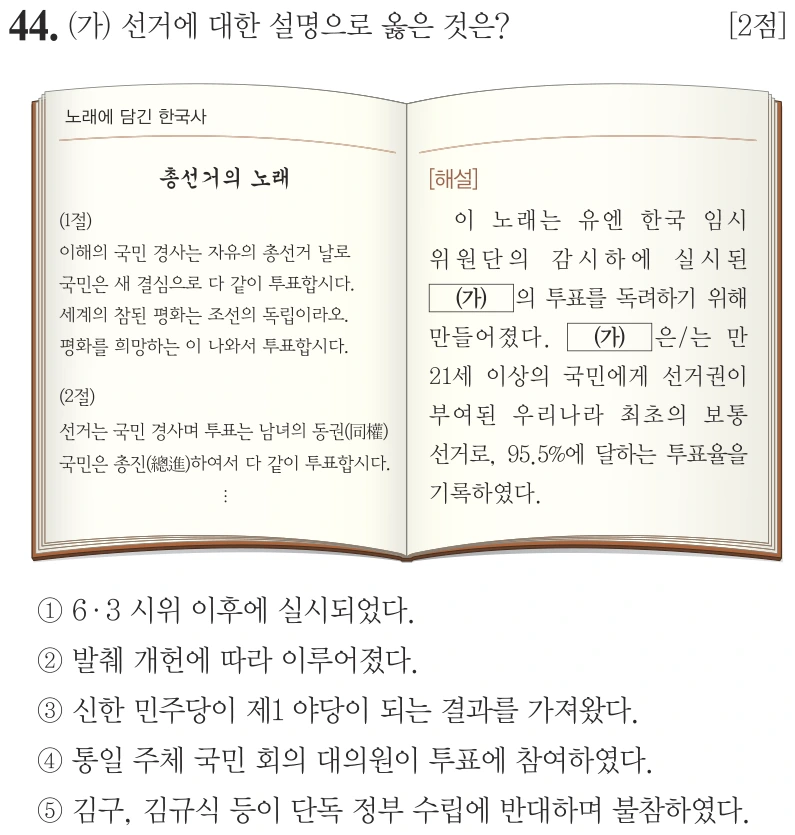 44. (가) 선거에 대한 설명으로 옳은 것은? [2점]
노래에 담긴 한국사
총선거의 노래
(1절)
이해의 국민 경사는 자유의 총선거 날로
국민은 새 결심으로 다 같이 투표합시다.
세계의 참된 평화는 조선의 독립이라오.
평화를 희망하는 이 나와서 투표합시다.
(2절)
선거는 국민 경사며 투표는 남녀의 동권(同權)
국민은 총진(總進)하여서 다 같이 투표합시다.
⋮
[해설]
이 노래는 유엔 한국 임시
위원단의 감시하에 실시된
(가)의 투표를 독려하기 위해
만들어졌다. (가)은/는 만
21세 이상의 국민에게 선거권이
부여된 우리나라 최초의 보통
선거로, 95.5%에 달하는 투표율을
기록하였다.
① 6·3 시위 이후에 실시되었다.
② 발췌 개헌에 따라 이루어졌다.
③ 신한 민주당이 제1 야당이 되는 결과를 가져왔다.
④ 통일 주체 국민 회의 대의원이 투표에 참여하였다.
⑤ 김구, 김규식 등이 단독 정부 수립에 반대하며 불참하였다.